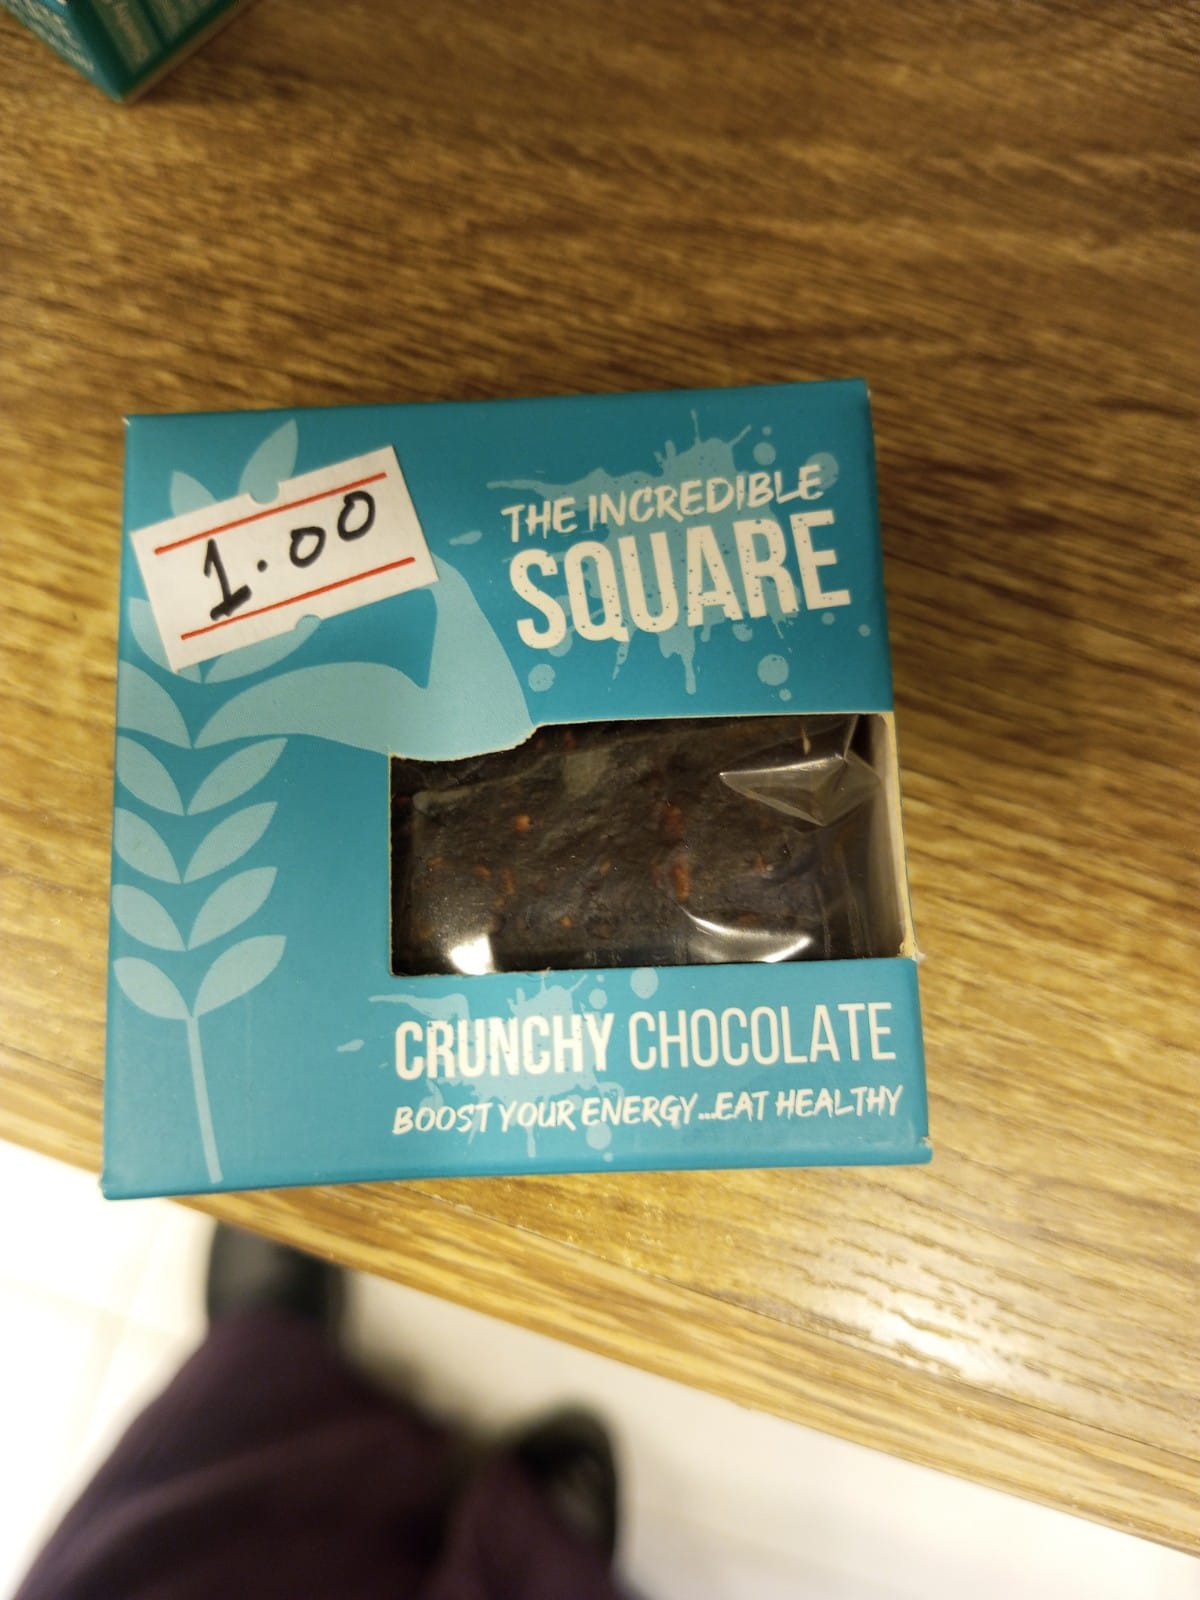 1.00
THE INCREDIBLE
SQUARE
CRUNCHY CHOCOLATE
BOOST YOUR ENERGY...EAT HEALTHY